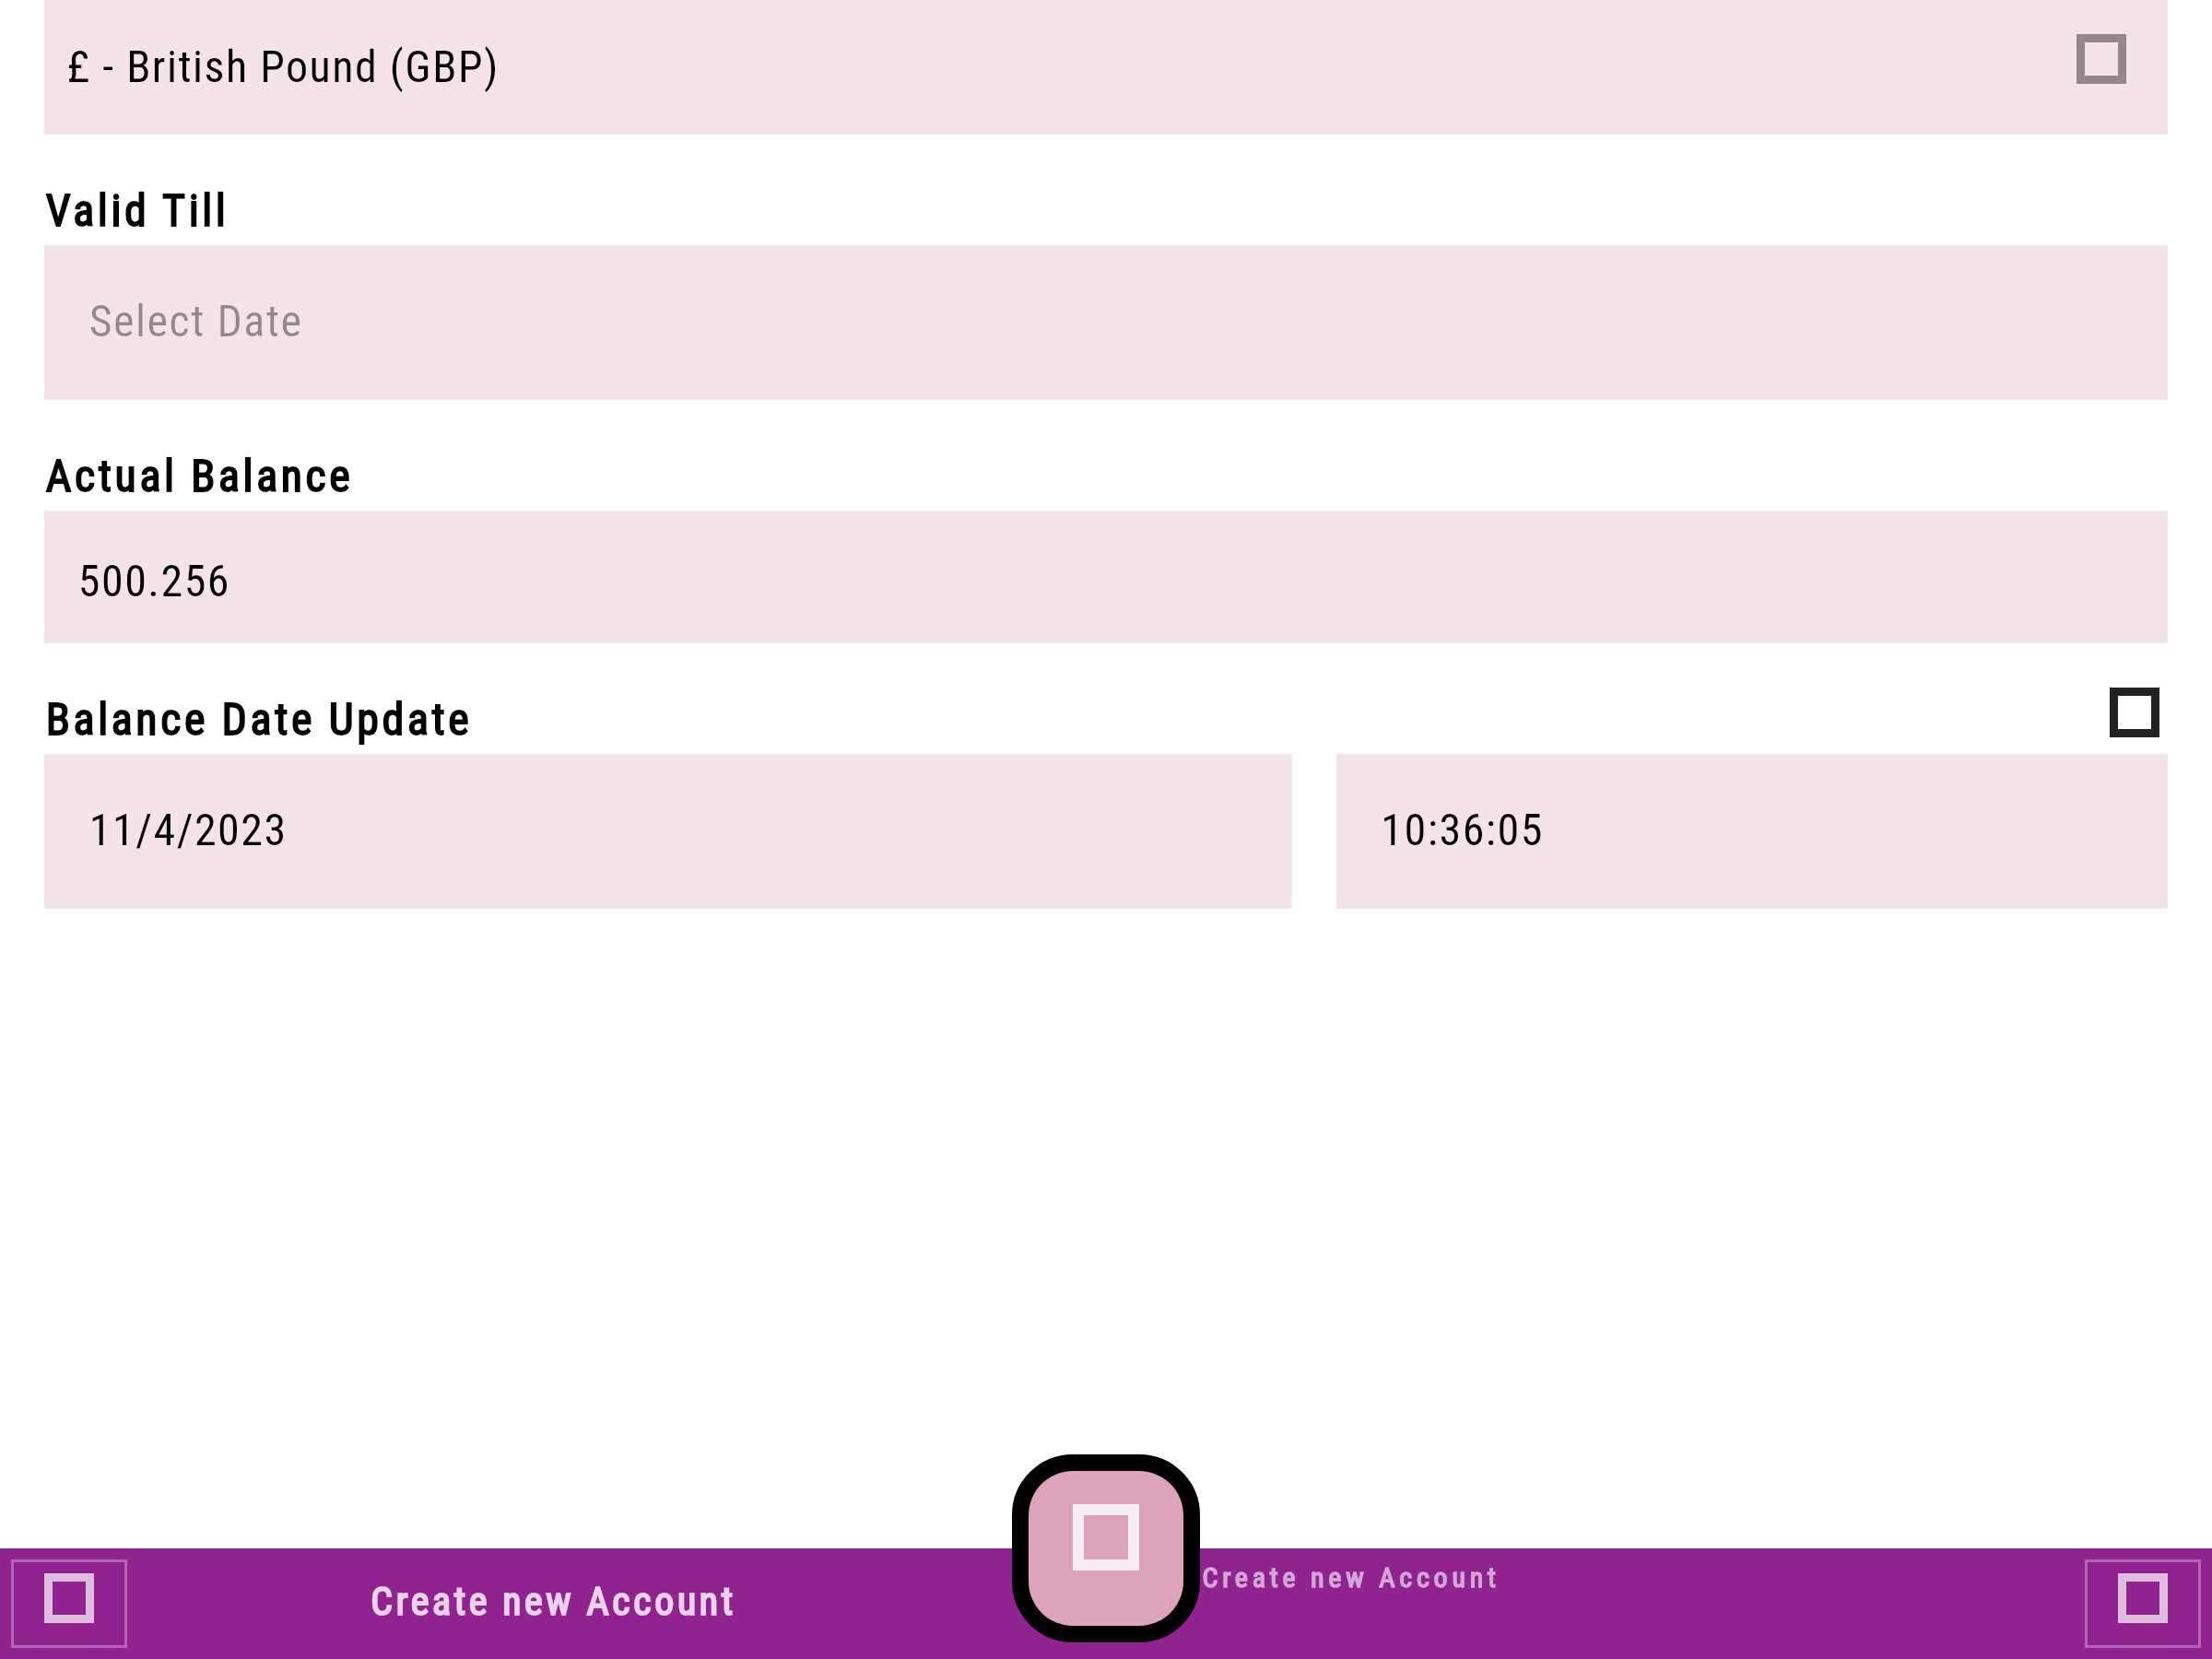 £ - British Pound (GBP)
Valid Till
Select Date
Actual Balance
500.256
Balance Date Update
11/4/2023
10:36:05
Create new Account
Create new Account